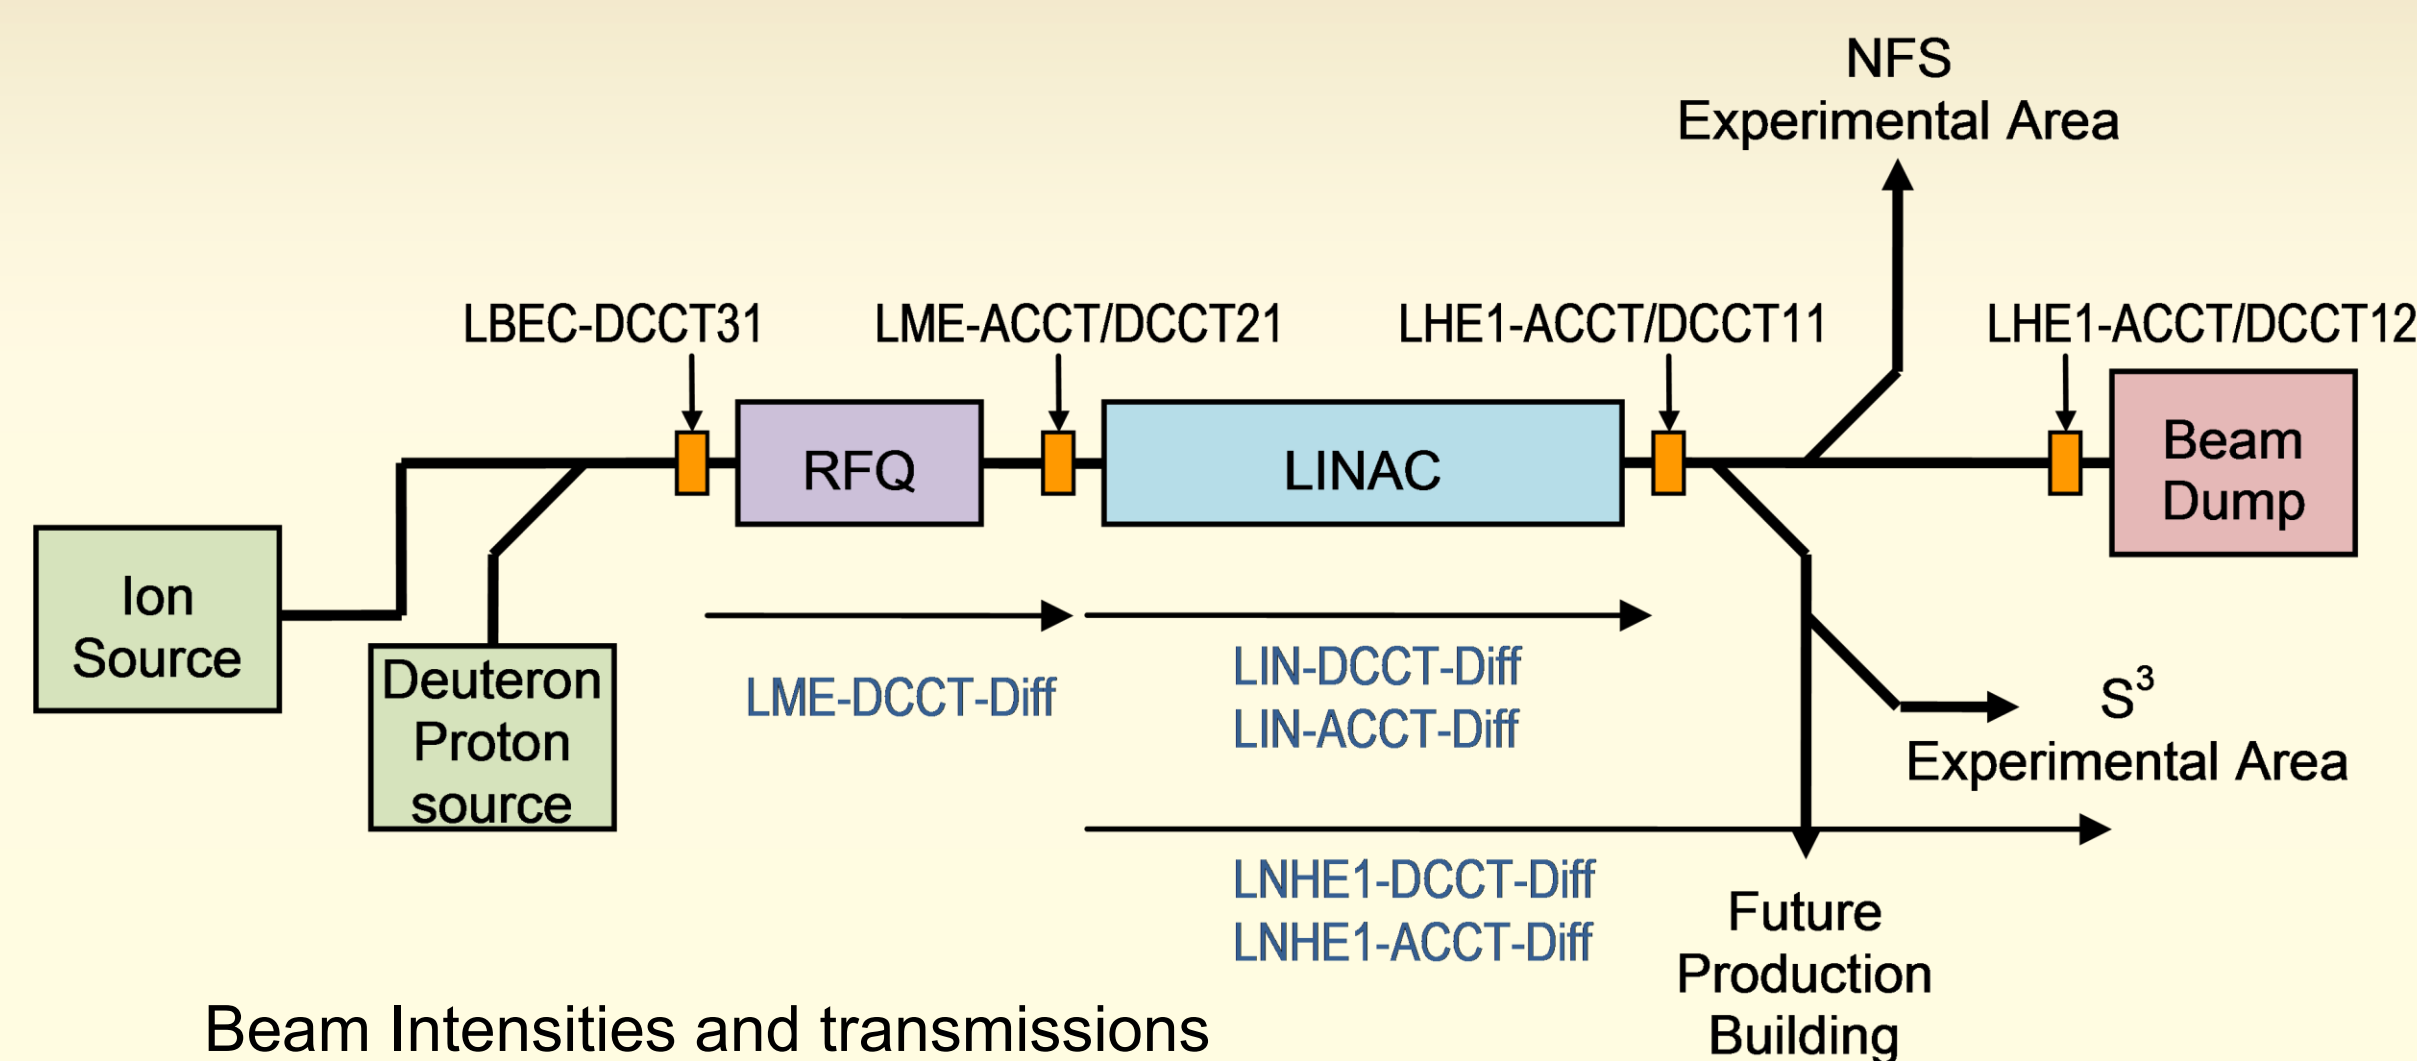 NFS
Experimental Area
LBEC-DCCT31
LME-ACCT/DCCT21
LHE1-ACCT/DCCT11
LHE1-ACCT/DCCT12
RFQ
LINAC
Beam
Dump
Ion
Source
Deuteron
Proton
source
LME-DCCT-Diff
LIN-DCCT-Diff
LIN-ACCT-Diff
S³
Experimental Area
LNHE1-DCCT-Diff
LNHE1-ACCT-Diff
Future
Production
Building
Beam Intensities and transmissions